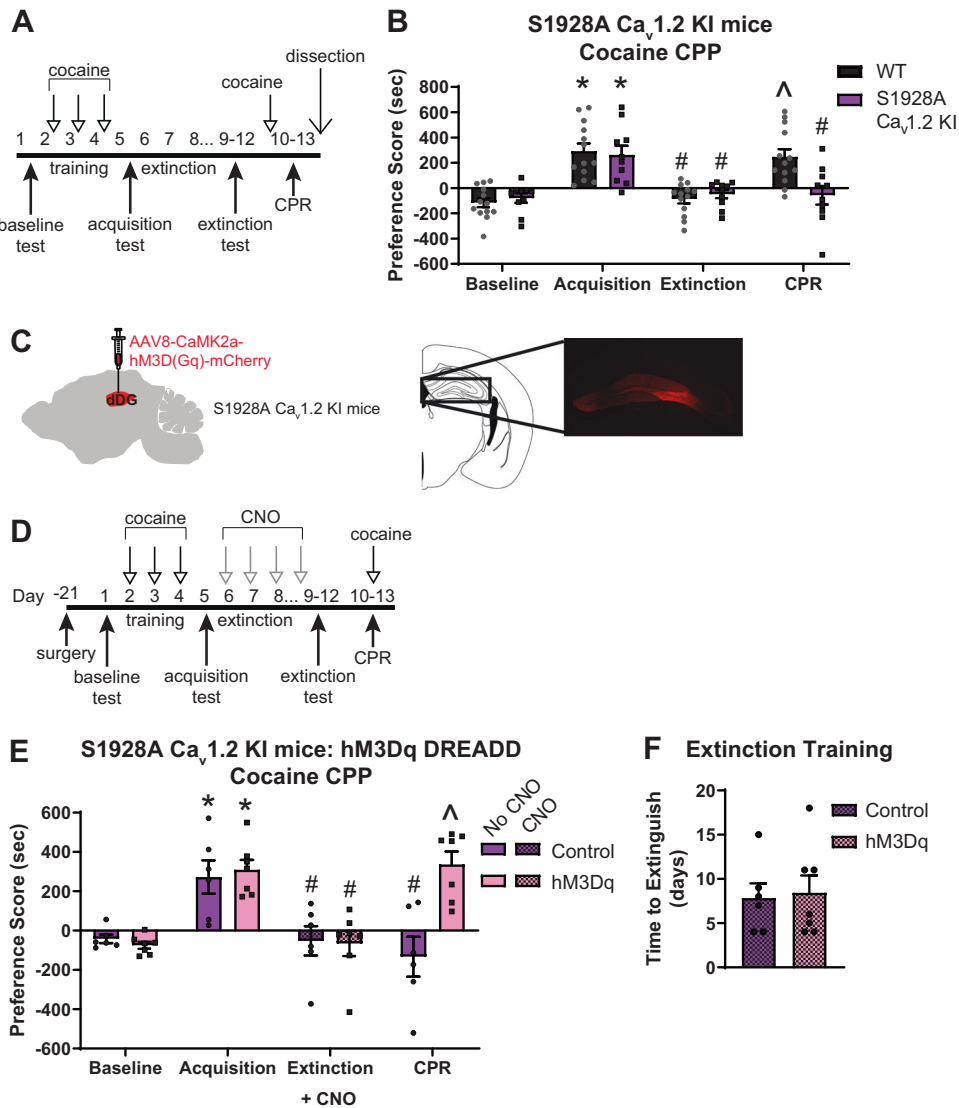 A
dissection
cocaine
cocaine
1 2 3 4 5 6 7 8... 9-12 10-13
training
extinction
CPR
baseline
test
acquisition
test
extinction
test
B
S1928A Cav1.2 KI mice
Cocaine CPP
WT
S1928A
Cav1.2 KI
Preference Score (sec)
800
600
400
200
0
-200
-400
-600
* * # # ^ #
Baseline Acquisition Extinction CPR
C
AAV8-CaMK2a-
hM3D(Gq)-mCherry
dDG
S1928A Cav1.2 KI mice
D
cocaine
CNO
cocaine
Day -21 1 2 3 4 5 6 7 8... 9-12 10-13
training
extinction
surgery
CPR
baseline
test
acquisition
test
extinction
test
E
S1928A Cav1.2 KI mice: hM3Dq DREADD
Cocaine CPP
No CNO
CNO
Control
hM3Dq
Preference Score (sec)
600
400
200
0
-200
-400
-600
* * # # # ^
Baseline Acquisition Extinction CPR
+ CNO
F
Extinction Training
Control
hM3Dq
Time to Extinguish
(days)
20
15
10
5
0